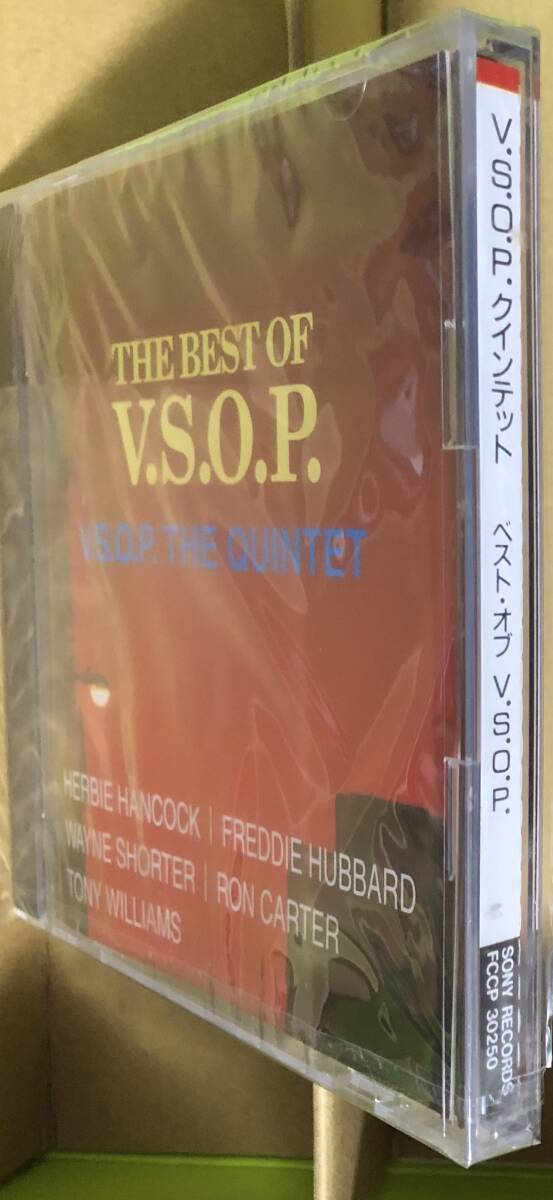 THE BEST OF
V.S.O.P.
V.S.O.P. THE QUINTET
HERBIE HANCOCK | FREDDIE HUBBARD
WAYNE SHORTER | RON CARTER
TONY WILLIAMS
V.S.O.P.クインテット ベスト・オブ V.S.O.P.
SONY RECORDS
FCCP 30250